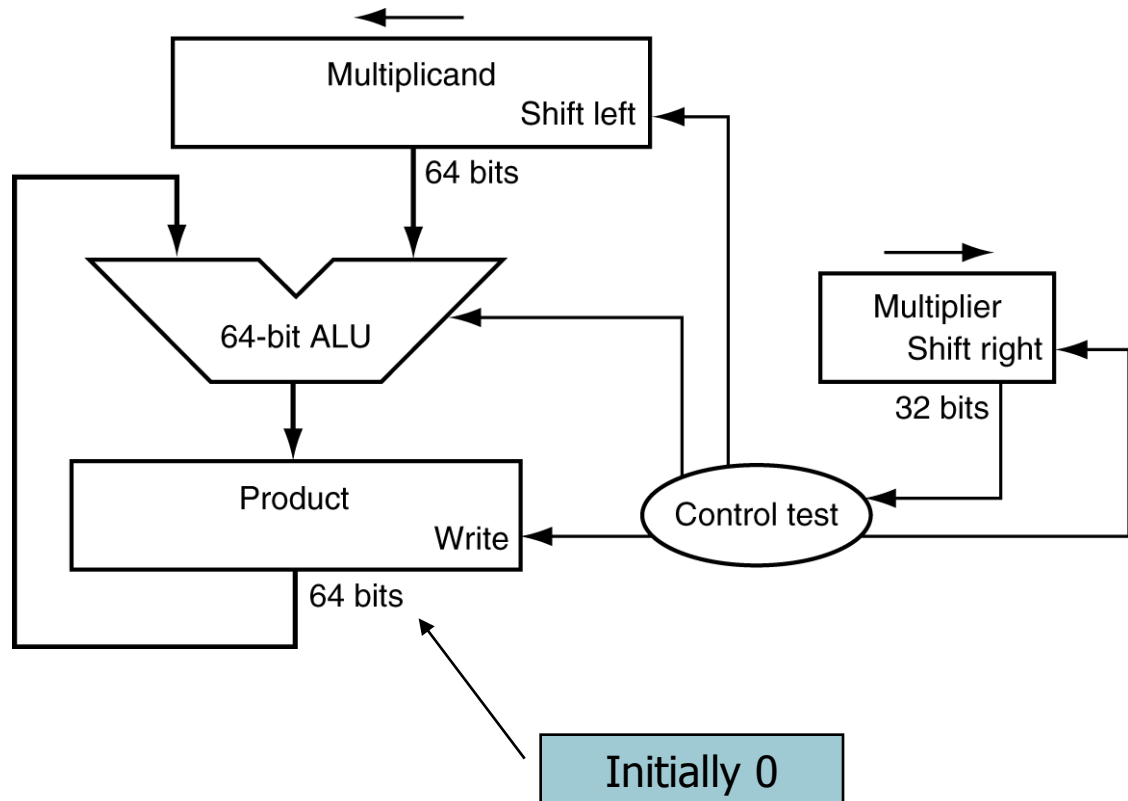 Multiplicand
Shift left
64 bits
64-bit ALU
Multiplier
Shift right
32 bits
Product
Write
Control test
64 bits
Initially 0